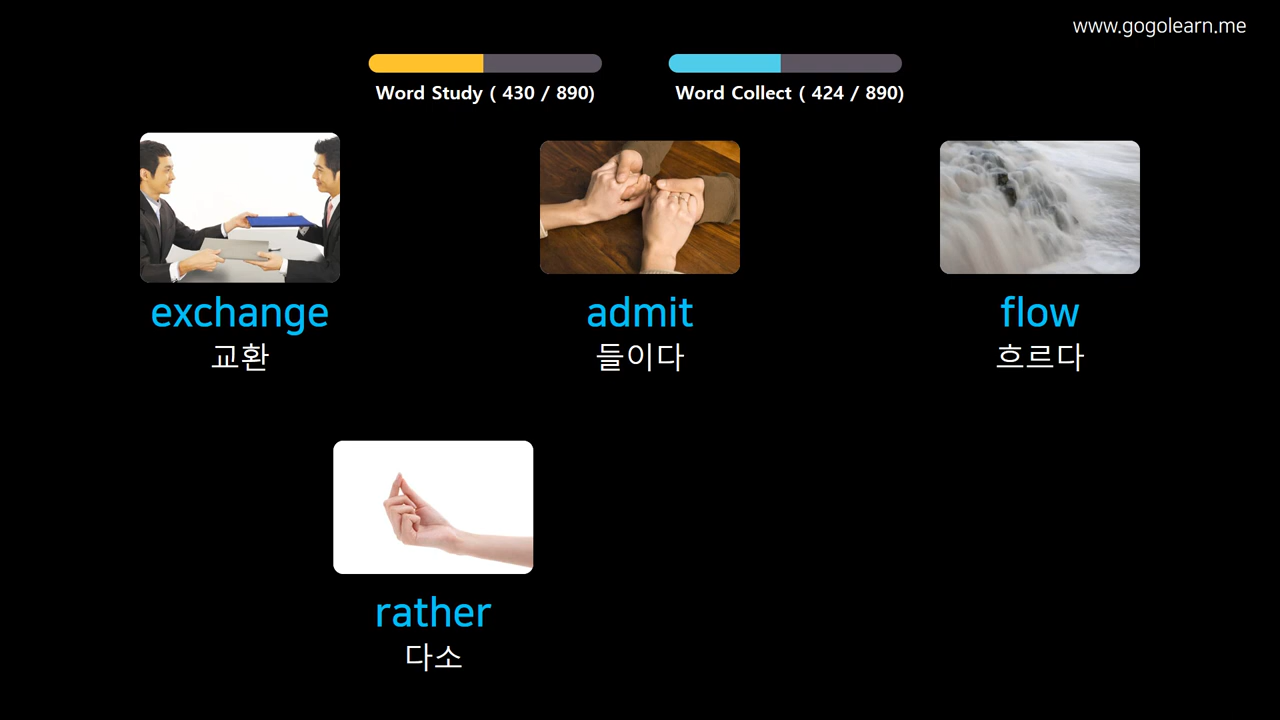 www.gogolearn.me
Word Study ( 430 / 890)
Word Collect ( 424 / 890)
exchange
교환
admit
들이다
flow
흐르다
rather
다소